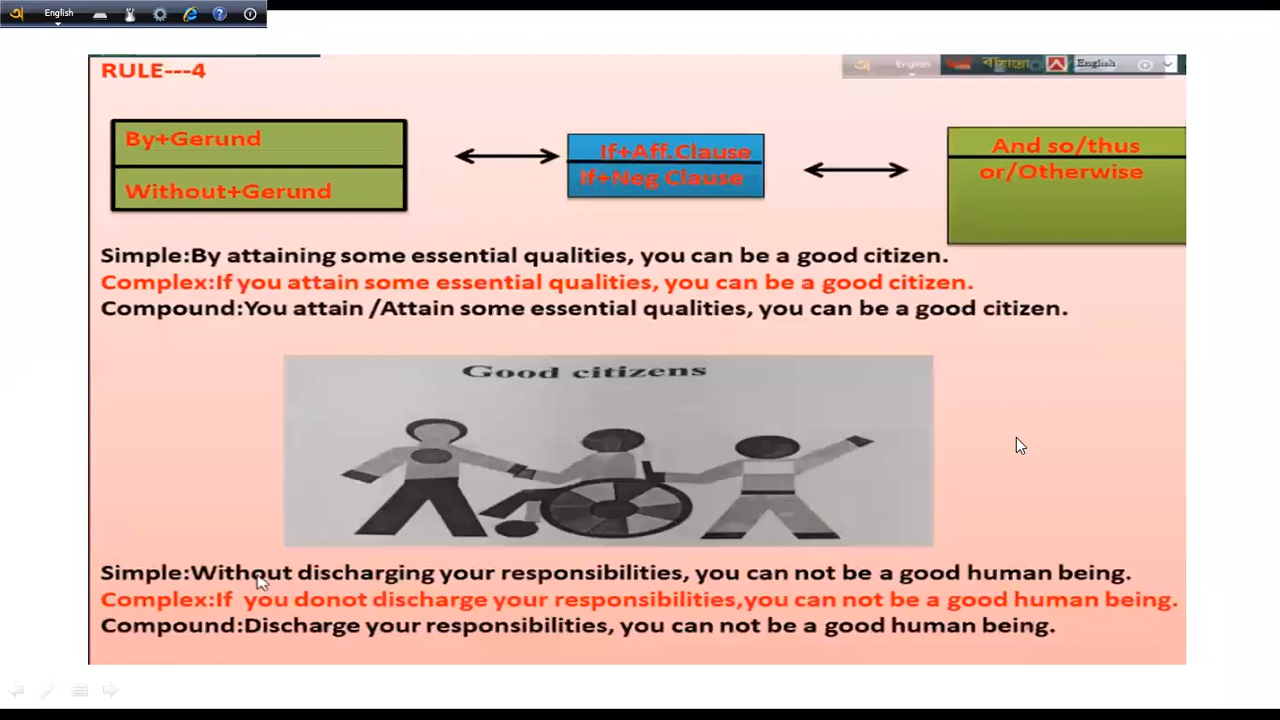 English
RULE---4
English
বাংলা
English
By+Gerund
Without+Gerund
If+Aff.Clause
If+Neg Clause
And so/thus
or/Otherwise
Simple:By attaining some essential qualities, you can be a good citizen.
Complex:If you attain some essential qualities, you can be a good citizen.
Compound:You attain /Attain some essential qualities, you can be a good citizen.
Good citizens
Simple:Without discharging your responsibilities, you can not be a good human being.
Complex:If you donot discharge your responsibilities,you can not be a good human being.
Compound:Discharge your responsibilities, you can not be a good human being.